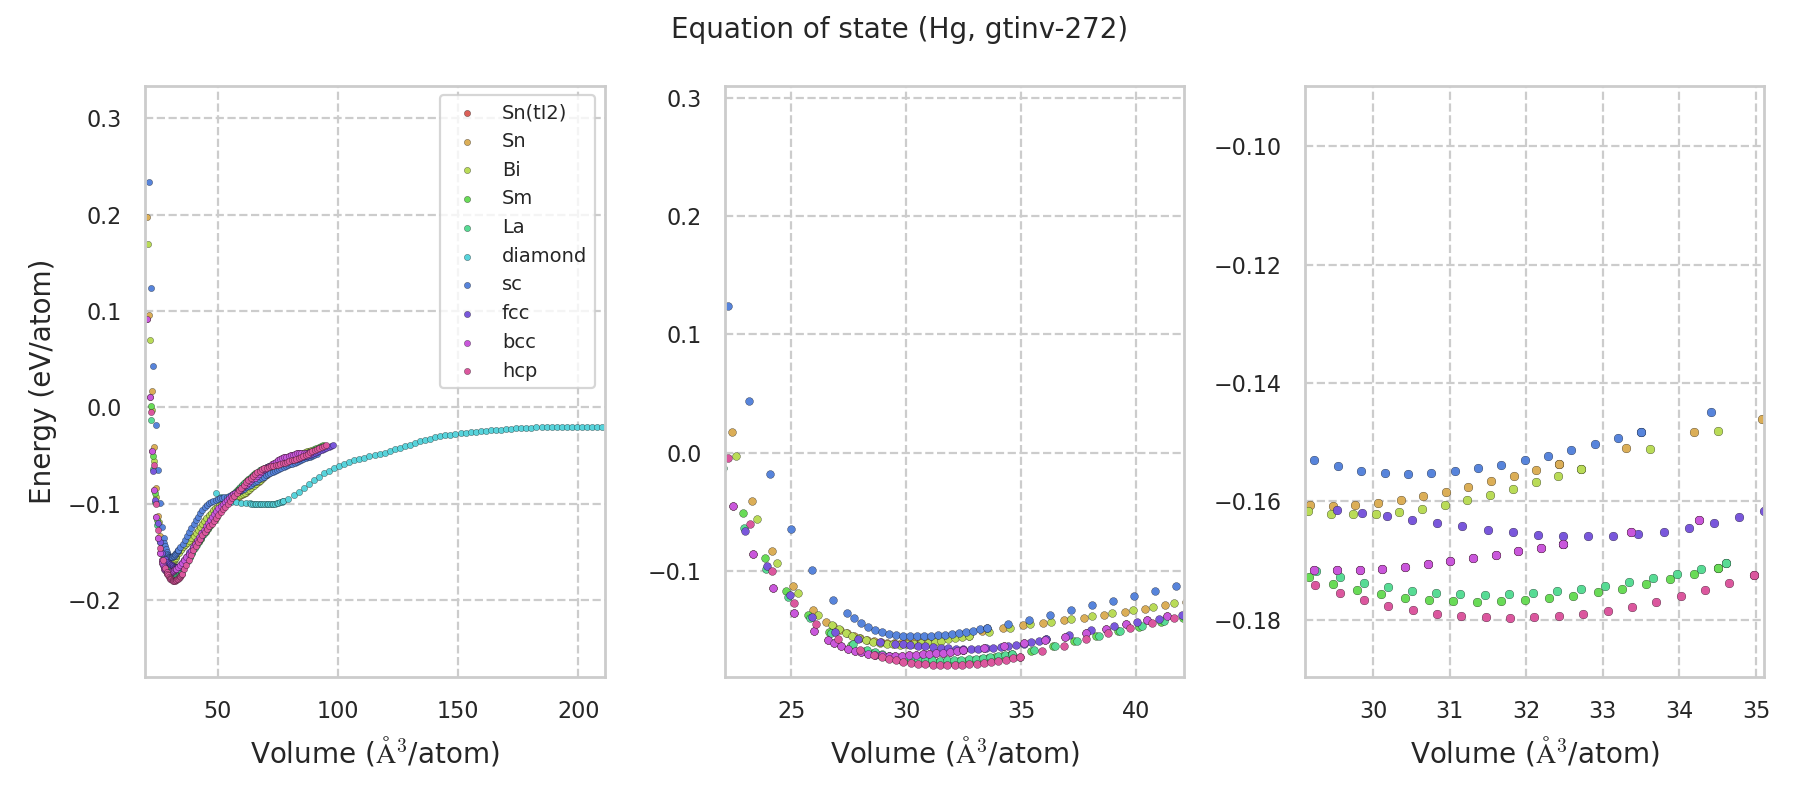 Equation of state (Hg, gtinv-272)
Energy (eV/atom)
0.3
0.2
0.1
0.0
−0.1
−0.2
50
100
150
200
Volume (Å³/atom)
Sn(tI2)
Sn
Bi
Sm
La
diamond
sc
fcc
bcc
hcp
0.3
0.2
0.1
0.0
−0.1
25
30
35
40
Volume (Å³/atom)
−0.10
−0.12
−0.14
−0.16
−0.18
30
31
32
33
34
35
Volume (Å³/atom)